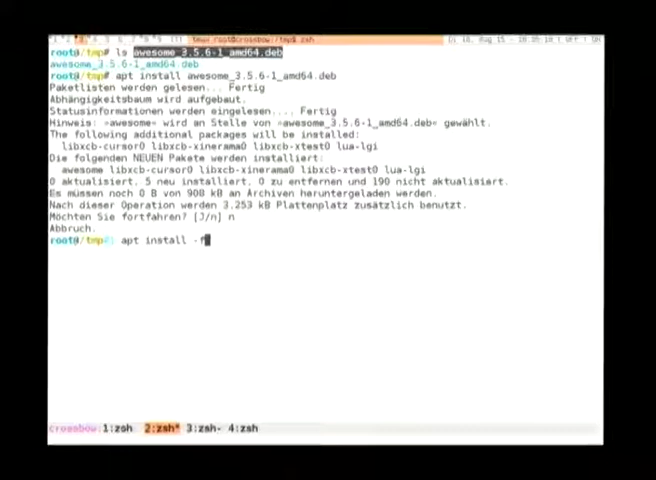 root@/tmp# ls awesome_3.5.6-1_amd64.deb
awesome_3.5.6-1_amd64.deb
root@/tmp# apt install awesome_3.5.6-1_amd64.deb
Paketlisten werden gelesen... Fertig
Abhängigkeitsbaum wird aufgebaut.
Statusinformationen werden eingelesen.... Fertig
Hinweis: »awesome« wird an Stelle von »awesome_3.5.6-1_amd64.deb« gewählt.
The following additional packages will be installed:
libxcb-cursor0 libxcb-xinerama0 libxcb-xtest0 lua-lgi
Die folgenden NEUEN Pakete werden installiert:
awesome libxcb-cursor0 libxcb-xinerama0 libxcb-xtest0 lua-lgi
0 aktualisiert, 5 neu installiert, 0 zu entfernen und 190 nicht aktualisiert.
Es müssen noch 0 B von 908 kB an Archiven heruntergeladen werden.
Nach dieser Operation werden 3.253 kB Plattenplatz zusätzlich benutzt.
Möchten Sie fortfahren? [J/n] n
Abbruch.
root@/tmp# apt install -f
crossbow: 1:zsh 2:zsh* 3:zsh- 4:zsh